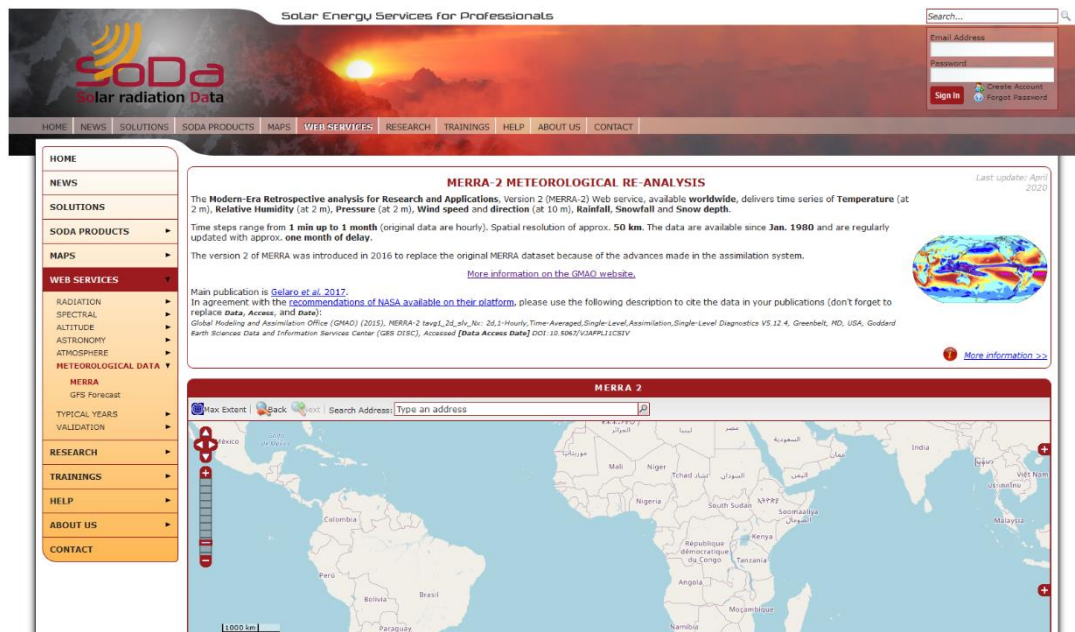 Solar Energy Services for Professionals
Search...
Email Address
Password
Sign In
Create Account
Forgot Password
SoDa
Solar radiation Data
HOME NEWS SOLUTIONS SODA PRODUCTS MAPS WEB SERVICES RESEARCH TRAININGS HELP ABOUT US CONTACT
HOME
NEWS
SOLUTIONS
SODA PRODUCTS
MAPS
WEB SERVICES
RADIATION
SPECTRAL
ALTITUDE
ASTRONOMY
ATMOSPHERE
METEOROLOGICAL DATA
MERRA
GFS Forecast
TYPICAL YEARS
VALIDATION
RESEARCH
TRAININGS
HELP
ABOUT US
CONTACT
Last update: April
2020
MERRA-2 METEOROLOGICAL RE-ANALYSIS
The Modern-Era Retrospective analysis for Research and Applications, Version 2 (MERRA-2) Web service, available worldwide, delivers time series of Temperature (at
2 m), Relative Humidity (at 2 m), Pressure (at 2 m), Wind speed and direction (at 10 m), Rainfall, Snowfall and Snow depth.
Time steps range from 1 min up to 1 month (original data are hourly). Spatial resolution of approx. 50 km. The data are available since Jan. 1980 and are regularly
updated with approx. one month of delay.
The version 2 of MERRA was introduced in 2016 to replace the original MERRA dataset because of the advances made in the assimilation system.
More information on the GMAO website.
Main publication is Gelaro et al. 2017.
In agreement with the recommendations of NASA available on their platform, please use the following description to cite the data in your publications (don't forget to
replace Data, Access, and Date):
Global Modeling and Assimilation Office (GMAO) (2015), MERRA-2 tavg1_2d_slv_Nx: 2d,1-Hourly,Time-Averaged,Single-Level,Assimilation,Single-Level Diagnostics V5.12.4, Greenbelt, MD, USA, Goddard
Earth Sciences Data and Information Services Center (GES DISC), Accessed [Data Access Date] DOI:10.5067/VJAFPLI1CSIV
More information >>
MERRA 2
Max Extent Back Next Search Address: Type an address
México
Mali
Niger
Tchad تشاد
السودان
اليمن
السعودية
مصر
ليبيا
الجزائر
موريتانيا
عمان
India
Việt Nam
Nigeria
South Sudan
Soomaaliya
الصومال
Malaysia
Colombia
Kenya
République
démocratique
du Congo
Tanzania
Perú
Brasil
Angola
Bolivia
Moçambique
Paraguay
Namibia
1000 km